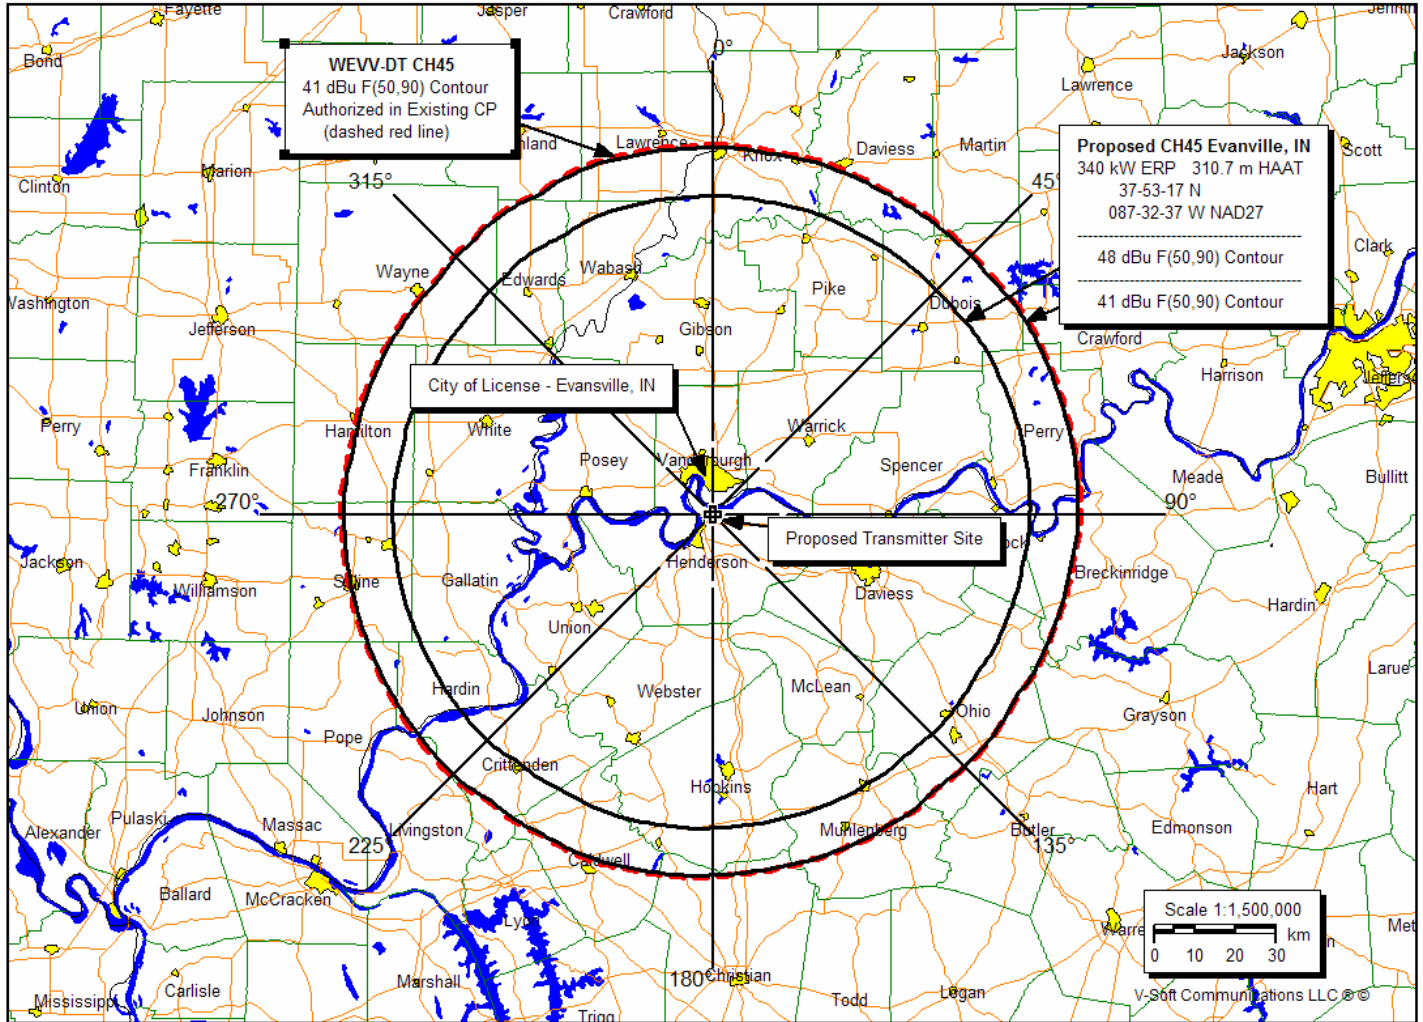 Fayette
Jasper
Crawford
Jackson
Bond
Lawrence
0°
WEVV-DT CH45
41 dBu F(50,90) Contour
Authorized in Existing CP
(dashed red line)
Lawrence
Knox
Daviess
Martin
Proposed CH45 Evanville, IN
340 kW ERP 310.7 m HAAT
37-53-17 N
087-32-37 W NAD27
48 dBu F(50,90) Contour
41 dBu F(50,90) Contour
Scott
Clinton
Marion
315°
45°
Clark
Wayne
Edwards
Wabash
Pike
Dubois
Washington
Jefferson
Gibson
Crawford
Harrison
City of License - Evansville, IN
Perry
Hamilton
White
Warrick
Perry
Posey
Vanderburgh
Spencer
Franklin
Meade
Bullitt
270°
90°
Proposed Transmitter Site
Jackson
Henderson
Saline
Gallatin
Breckinridge
Williamson
Daviess
Hardin
Union
Larue
Hardin
Webster
McLean
Union
Johnson
Ohio
Grayson
Pope
Crittenden
Hopkins
Hart
Pulaski
Alexander
Massac
Livingston
Muhlenberg
Butler
Edmonson
225°
135°
Caldwell
Ballard
McCracken
Lyon
Scale 1:1,500,000
km
0 10 20 30
180°
Christian
Marshall
Carlisle
Mississippi
Todd
Logan
V-Soft Communications LLC ® ©
Trigg